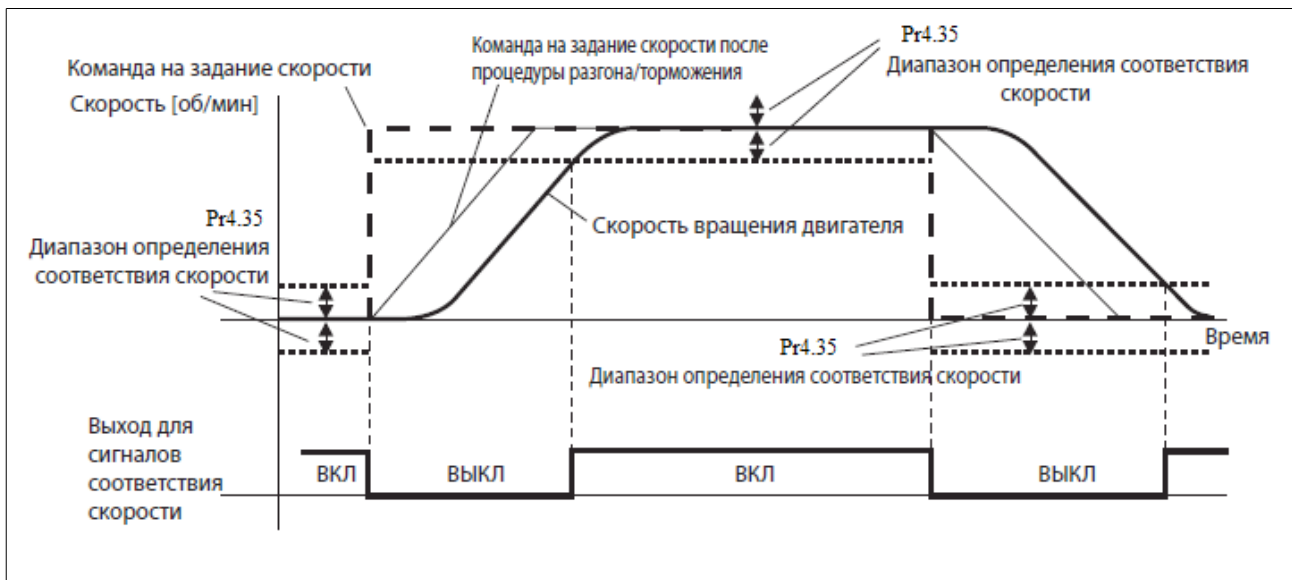 Команда на задание скорости
Скорость [об/мин]
Команда на задание скорости после
процедуры разгона/торможения
Pr4.35
Диапазон определения соответствия
скорости
Pr4.35
Диапазон определения
соответствия скорости
Скорость вращения двигателя
Время
Pr4.35
Диапазон определения соответствия скорости
Выход для
сигналов
соответствия
скорости
ВКЛ
ВЫКЛ
ВКЛ
ВЫКЛ